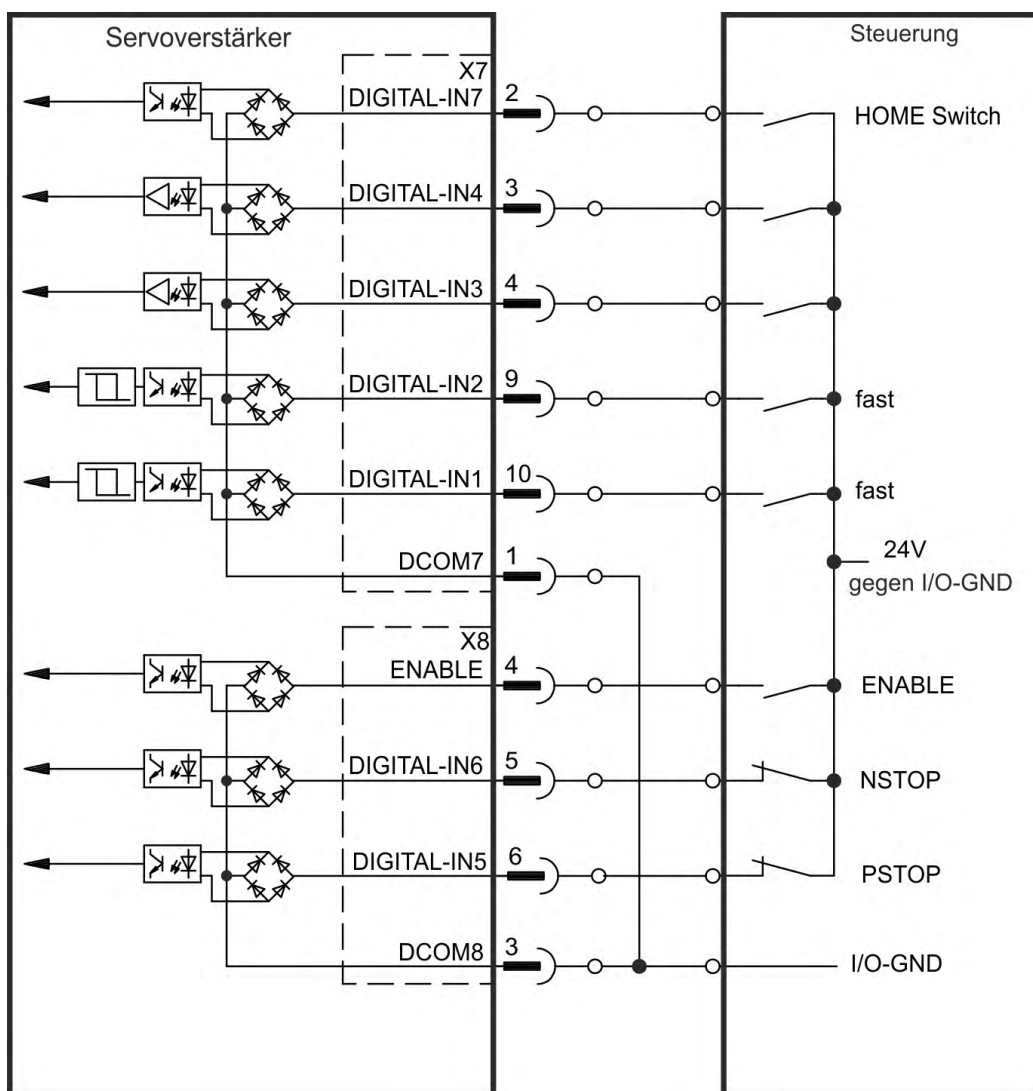 Servoverstärker
Steuerung
X7
DIGITAL-IN7 2
HOME Switch
DIGITAL-IN4 3
DIGITAL-IN3 4
DIGITAL-IN2 9
fast
DIGITAL-IN1 10
fast
24V
gegen I/O-GND
DCOM7 1
X8
ENABLE 4
ENABLE
DIGITAL-IN6 5
NSTOP
DIGITAL-IN5 6
PSTOP
DCOM8 3
I/O-GND